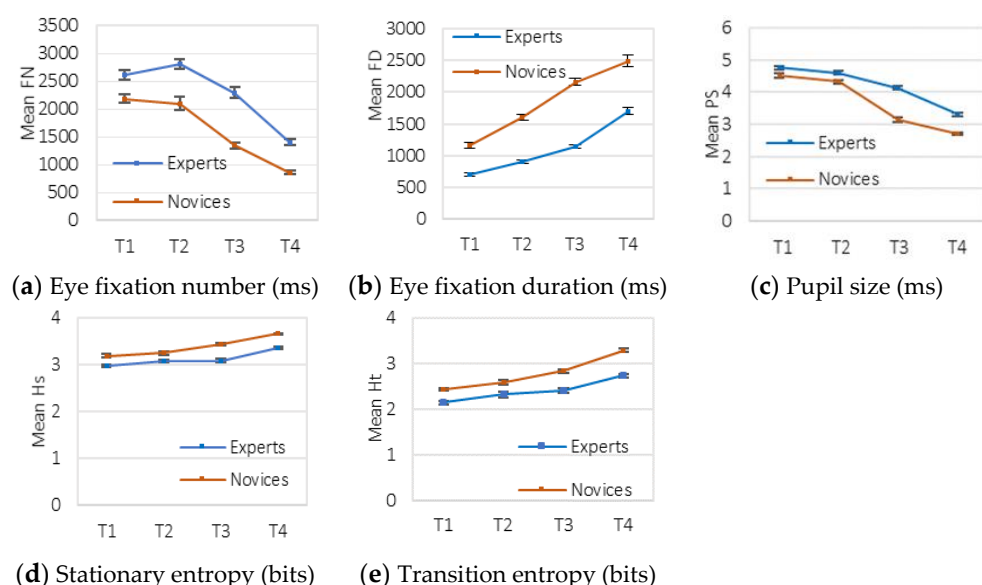 3500
3000
2500
2000
1500
1000
500
0
Mean FN
Experts
Novices
T1 T2 T3 T4
(a) Eye fixation number (ms)
3000
2500
2000
1500
1000
500
0
Mean FD
Experts
Novices
T1 T2 T3 T4
(b) Eye fixation duration (ms)
6
5
4
3
2
1
0
Mean PS
Experts
Novices
T1 T2 T3 T4
(c) Pupil size (ms)
4
3
2
1
0
Mean Hs
Experts
Novices
T1 T2 T3 T4
(d) Stationary entropy (bits)
4
3
2
1
0
Mean Ht
Experts
Novices
T1 T2 T3 T4
(e) Transition entropy (bits)